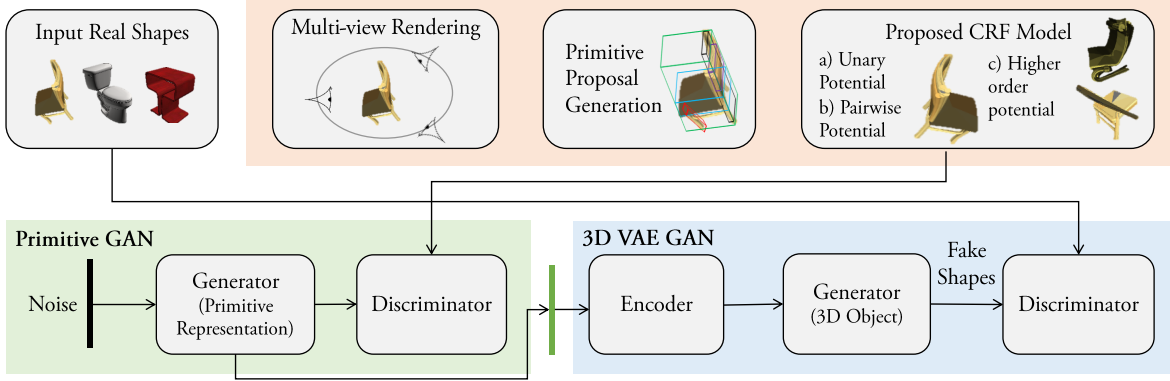 Input Real Shapes
Multi-view Rendering
Primitive
Proposal
Generation
Proposed CRF Model
a) Unary
Potential
b) Pairwise
Potential
c) Higher
order
potential
Primitive GAN
Noise
Generator
(Primitive
Representation)
Discriminator
3D VAE GAN
Encoder
Generator
(3D Object)
Fake
Shapes
Discriminator